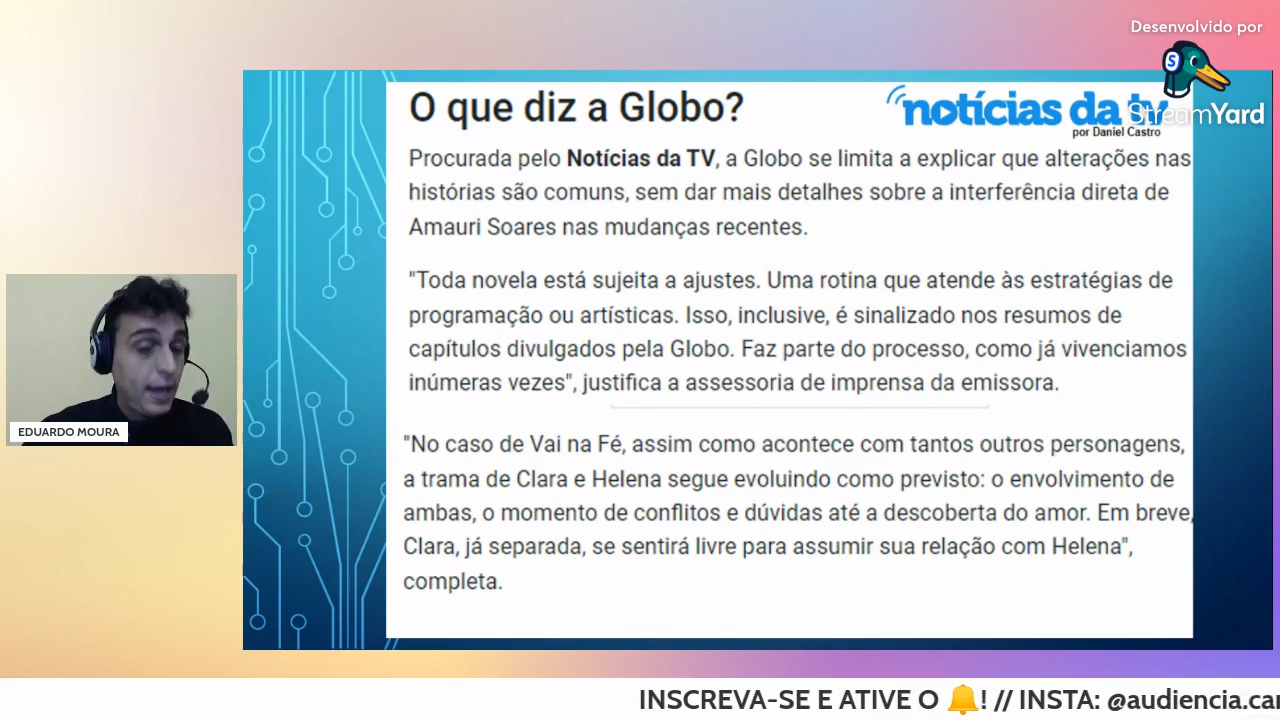 Desenvolvido por
StreamYard
O que diz a Globo?
notícias da tv
por Daniel Castro
Procurada pelo Notícias da TV, a Globo se limita a explicar que alterações nas
histórias são comuns, sem dar mais detalhes sobre a interferência direta de
Amauri Soares nas mudanças recentes.
"Toda novela está sujeita a ajustes. Uma rotina que atende às estratégias de
programação ou artísticas. Isso, inclusive, é sinalizado nos resumos de
capítulos divulgados pela Globo. Faz parte do processo, como já vivenciamos
inúmeras vezes", justifica a assessoria de imprensa da emissora.
"No caso de Vai na Fé, assim como acontece com tantos outros personagens,
a trama de Clara e Helena segue evoluindo como previsto: o envolvimento de
ambas, o momento de conflitos e dúvidas até a descoberta do amor. Em breve,
Clara, já separada, se sentirá livre para assumir sua relação com Helena",
completa.
EDUARDO MOURA
INSCREVA-SE E ATIVE O 🔔! // INSTA: @audiencia.car